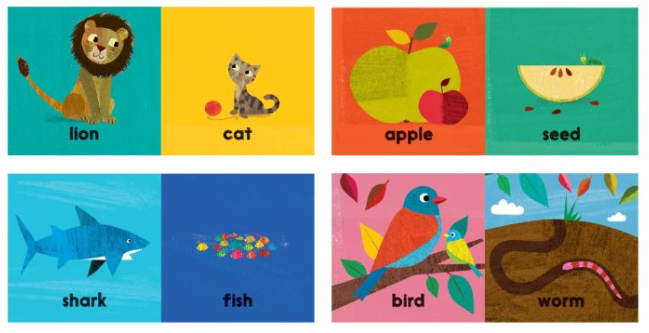 lion
cat
apple
seed
shark
fish
bird
worm